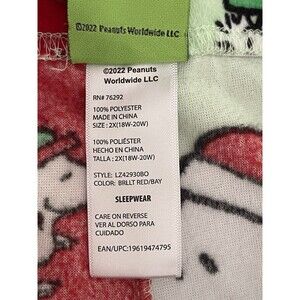 ©2022 Peanuts Worldwide LLC
©2022 Peanuts
Worldwide LLC
RN# 76292
100% POLYESTER
MADE IN CHINA
SIZE : 2X(18W-20W)
100% POLIÉSTER
HECHO EN CHINA
TALLA : 2X(18W-20W)
STYLE: LZ42930BO
COLOR: BRLLT RED/BAY
SLEEPWEAR
CARE ON REVERSE
VER AL DORSO PARA
CUIDADO
EAN/UPC:19619474795